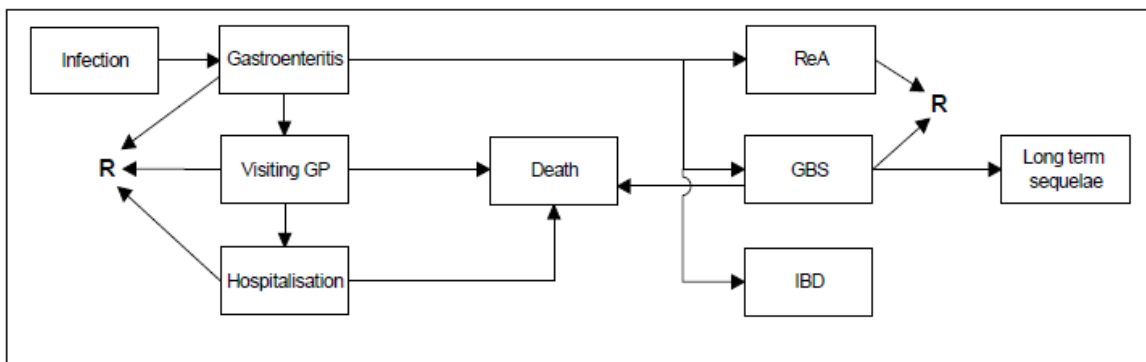 Infection
Gastroenteritis
ReA
R
R
Visiting GP
Death
GBS
Long term
sequelae
Hospitalisation
IBD